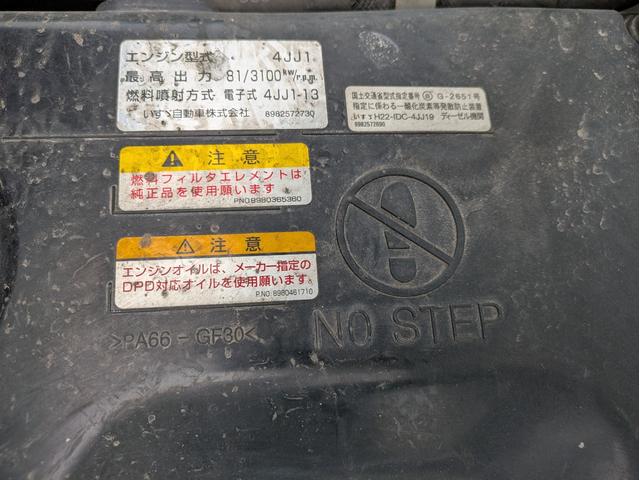 エンジン型式 4JJ1
最高出力 81/3100kw/r.p.m.
燃料噴射方式 電子式 4JJ1-13
いすゞ自動車株式会社 8982572730
国土交通省型式指定番号 G-2651号
指定に係わる一酸化炭素等発散防止装置
いすゞH22-IDC-4JJ19 ディーゼル機関
8982572690
注意
燃料フィルタエレメントは
純正品を使用願います
P.NO.8980365360
注意
エンジンオイルは、メーカー指定の
DPD対応オイルを使用願います。
P.NO.8980461710
NO STEP
>PA66-GF30<